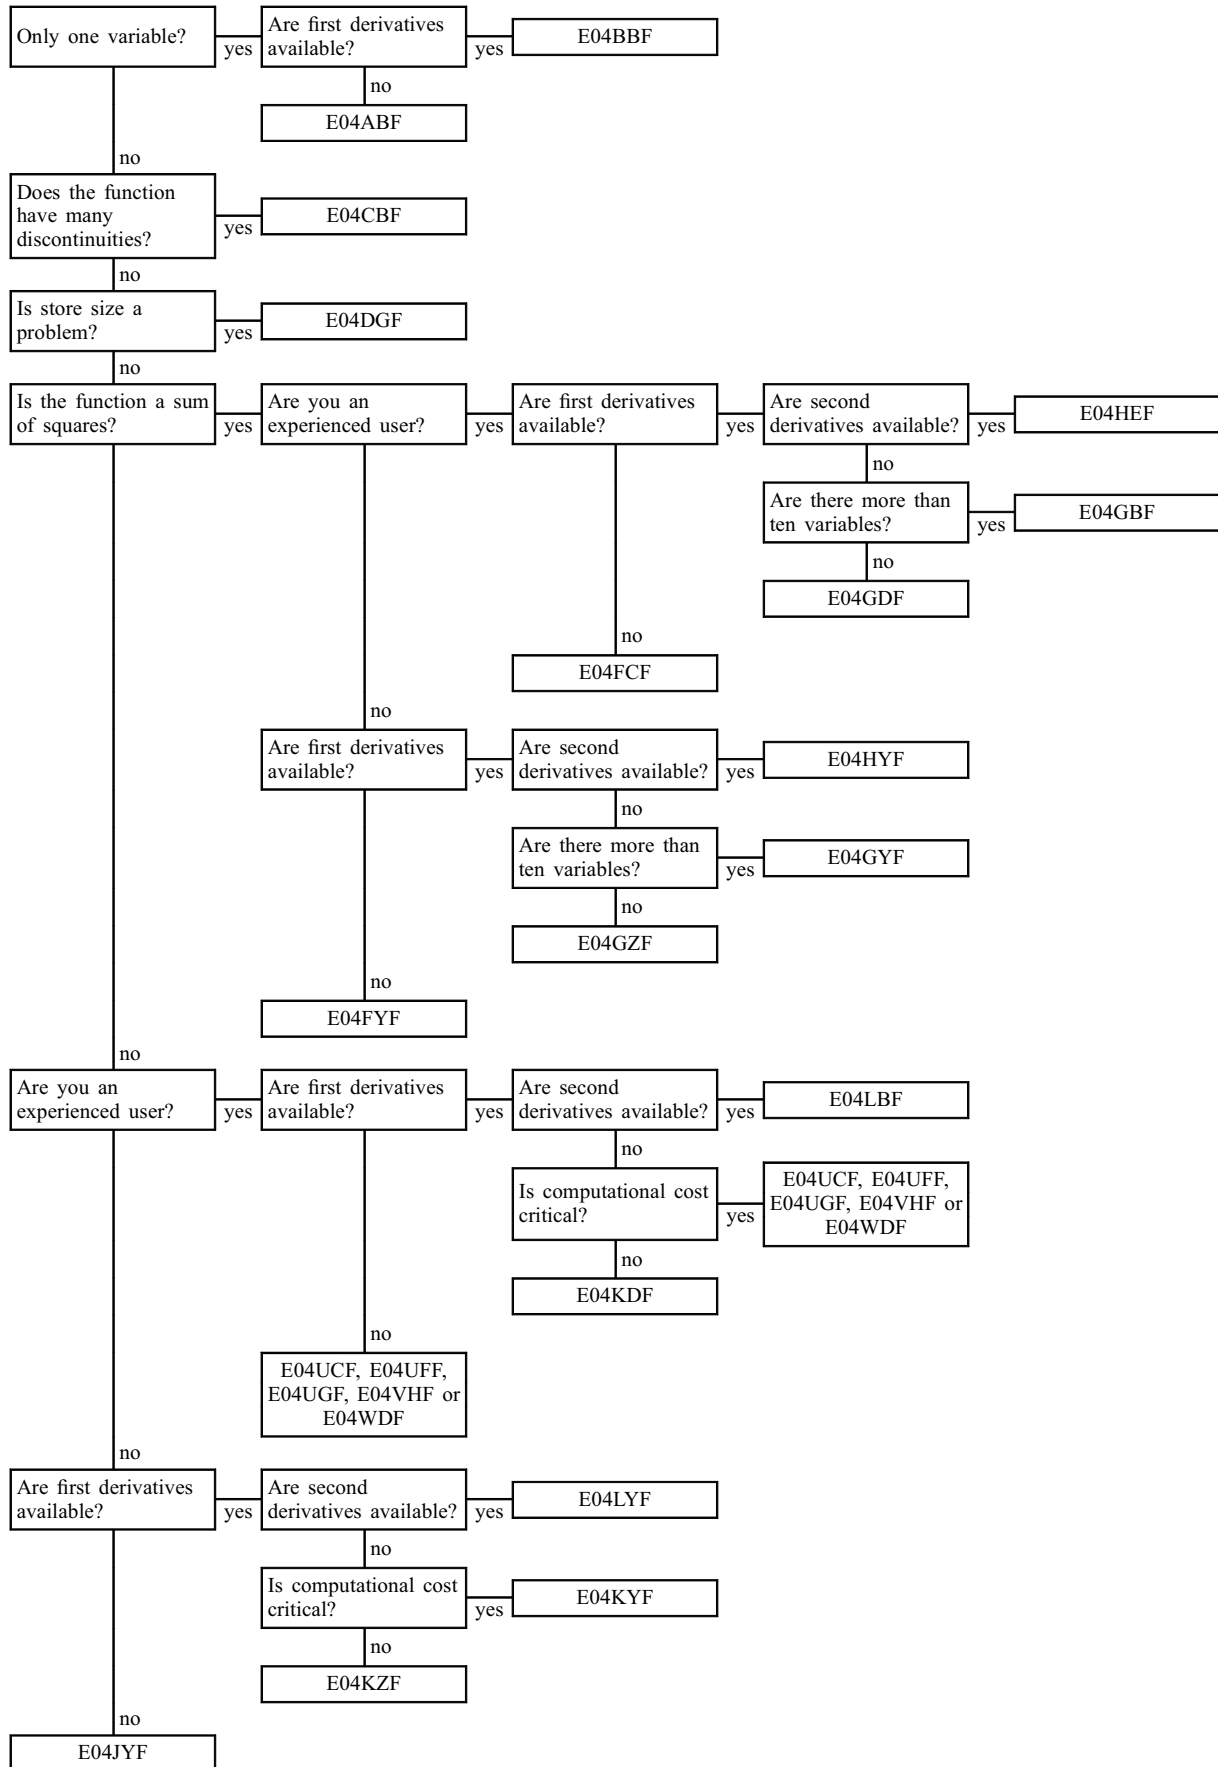 Only one variable?
yes
Are first derivatives
available?
yes
E04BBF
no
E04ABF
no
Does the function
have many
discontinuities?
yes
E04CBF
no
Is store size a
problem?
yes
E04DGF
no
Is the function a sum
of squares?
yes
Are you an
experienced user?
yes
Are first derivatives
available?
yes
Are second
derivatives available?
yes
E04HEF
no
Are there more than
ten variables?
yes
E04GBF
no
E04GDF
no
E04FCF
no
Are first derivatives
available?
yes
Are second
derivatives available?
yes
E04HYF
no
Are there more than
ten variables?
yes
E04GYF
no
E04GZF
no
E04FYF
no
Are you an
experienced user?
yes
Are first derivatives
available?
yes
Are second
derivatives available?
yes
E04LBF
no
Is computational cost
critical?
yes
E04UCF, E04UFF,
E04UGF, E04VHF or
E04WDF
no
E04KDF
no
E04UCF, E04UFF,
E04UGF, E04VHF or
E04WDF
no
Are first derivatives
available?
yes
Are second
derivatives available?
yes
E04LYF
no
Is computational cost
critical?
yes
E04KYF
no
E04KZF
no
E04JYF